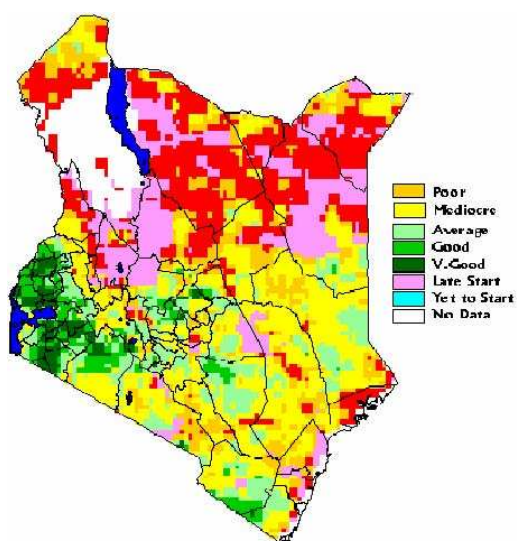 Poor
Mediocre
Average
Good
V.Good
Late Start
Yet to Start
No Data